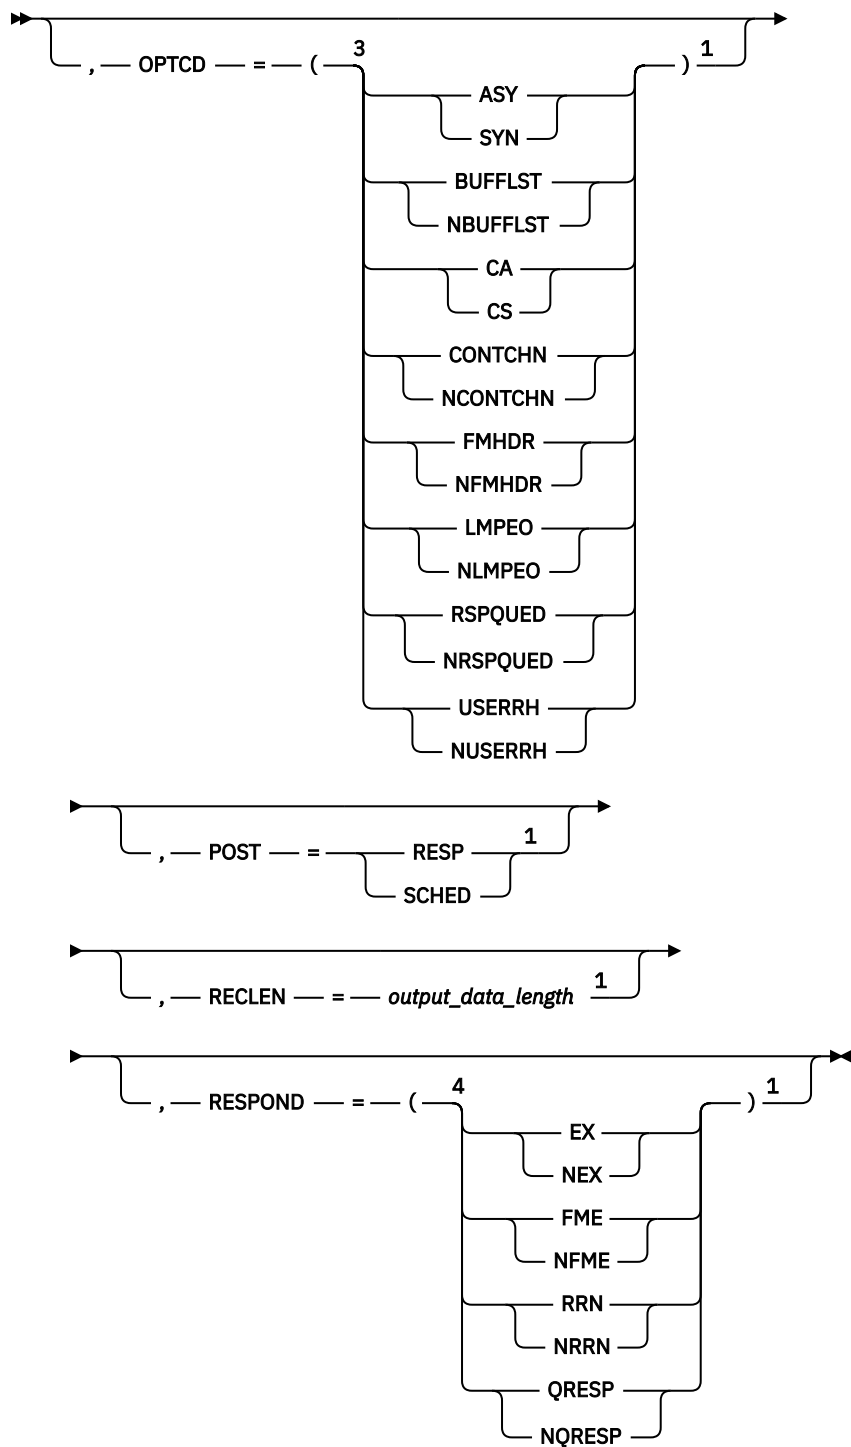 , OPTCD = ( 3 ) 1
ASY
SYN
BUFFLST
NBUFFLST
CA
CS
CONTCHN
NCONTCHN
FMHDR
NFMHDR
LMPEO
NLMPEO
RSPQUED
NRSPQUED
USERRH
NUSERRH
, POST = RESP 1
SCHED
, RECLEN = output_data_length 1
, RESPOND = ( 4 ) 1
EX
NEX
FME
NFME
RRN
NRRN
QRESP
NQRESP